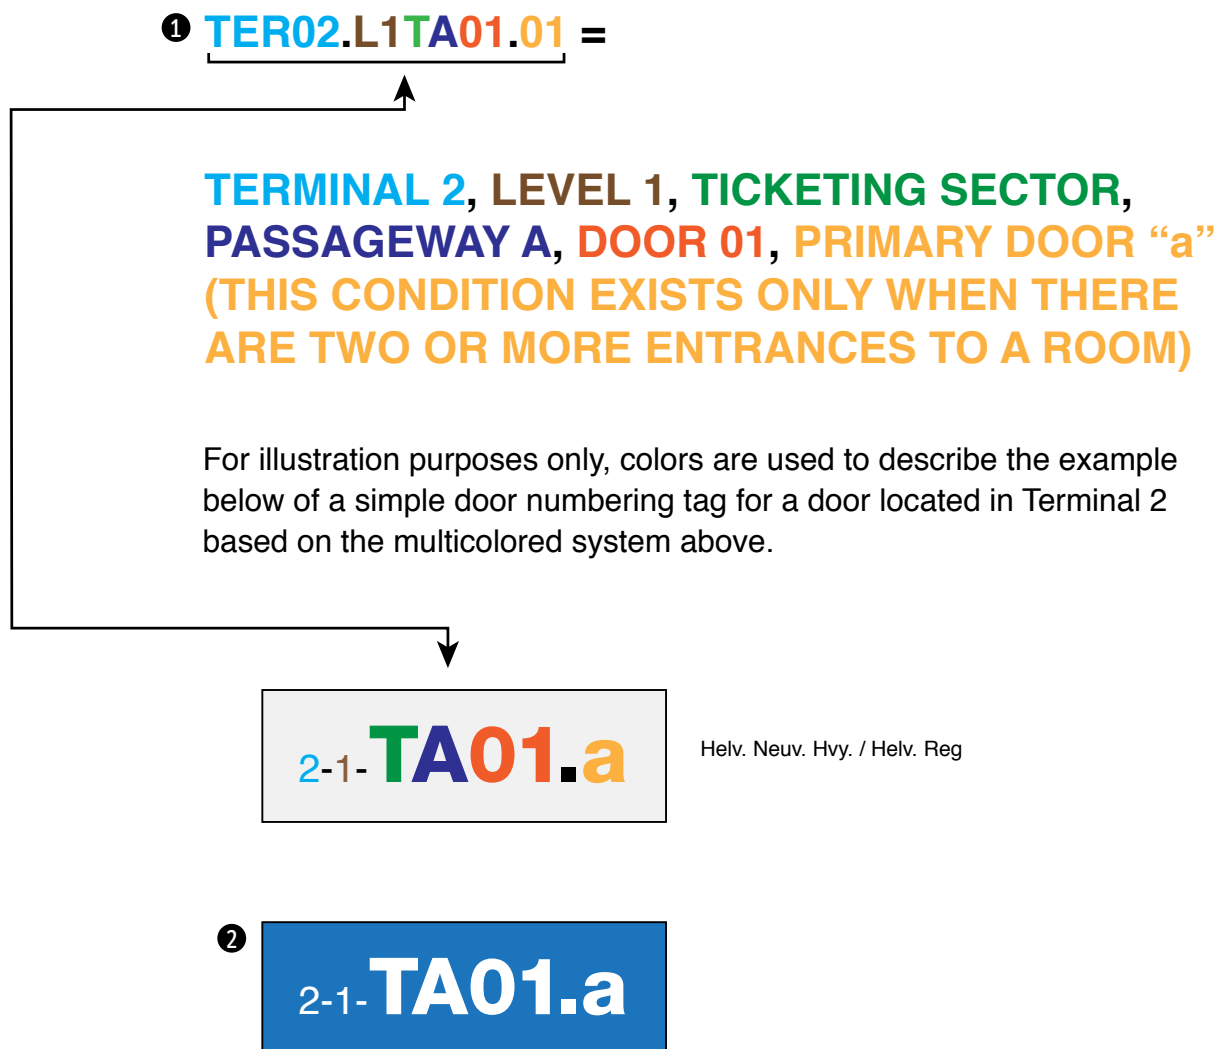 ❶ TER02.L1TA01.01 =
TERMINAL 2, LEVEL 1, TICKETING SECTOR,
PASSAGEWAY A, DOOR 01, PRIMARY DOOR “a”
(THIS CONDITION EXISTS ONLY WHEN THERE
ARE TWO OR MORE ENTRANCES TO A ROOM)
For illustration purposes only, colors are used to describe the example
below of a simple door numbering tag for a door located in Terminal 2
based on the multicolored system above.
2-1-TA01.a
Helv. Neuv. Hvy. / Helv. Reg
❷
2-1-TA01.a